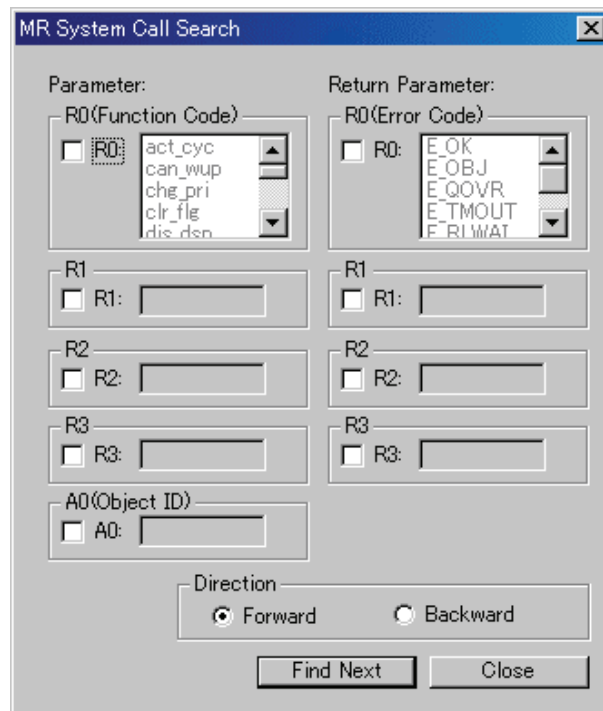 MR System Call Search
Parameter:
R0(Function Code)
R0:
act_cyc
can_wup
chg_pri
clr_flg
dis_dsp
R1
R1:
R2
R2:
R3
R3:
A0(Object ID)
A0:
Return Parameter:
R0(Error Code)
R0:
E_OK
E_OBJ
E_QOVR
E_TMOUT
E_RLWAI
R1
R1:
R2
R2:
R3
R3:
Direction
Forward
Backward
Find Next
Close